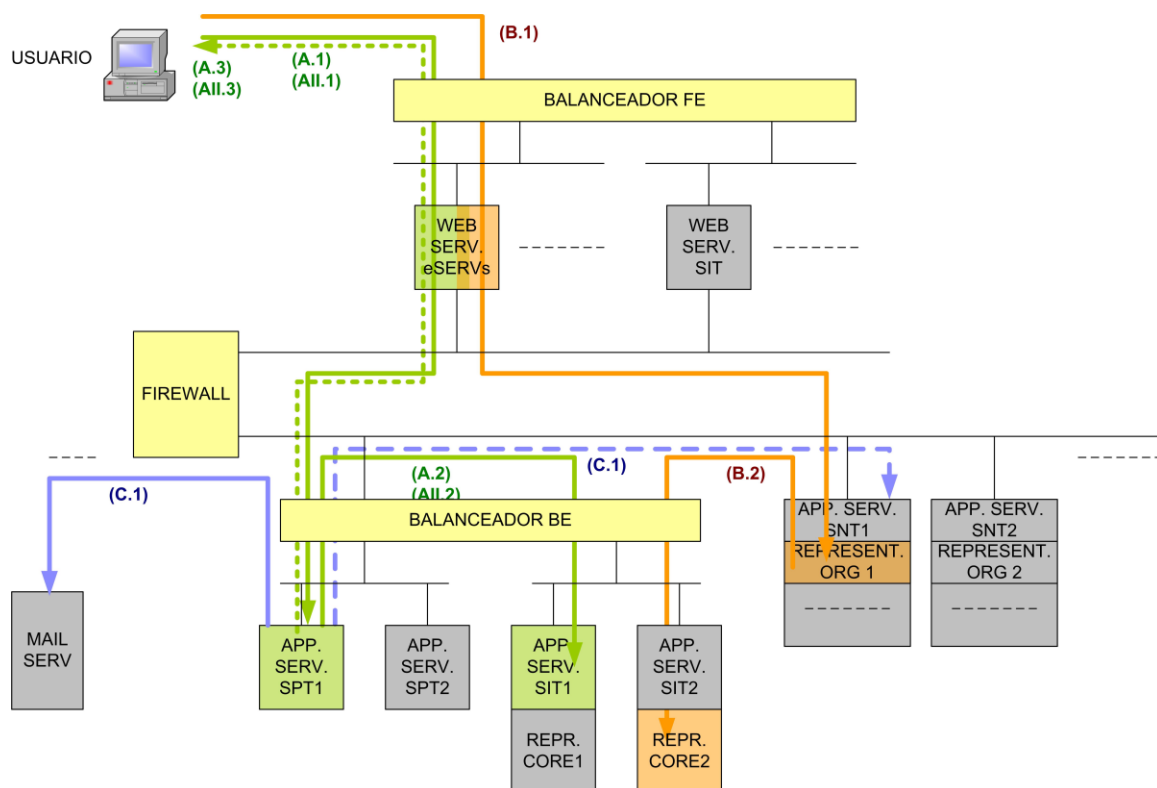 (B.1)
USUARIO
(A.1)
(A.3)
(AII.1)
(AII.3)
BALANCEADOR FE
WEB
SERV.
eSERVs
WEB
SERV.
SIT
FIREWALL
(A.2)
(C.1)
(B.2)
(C.1)
(AII.2)
BALANCEADOR BE
APP. SERV.
SNT1
REPRESENT.
ORG 1
APP. SERV.
SNT2
REPRESENT.
ORG 2
MAIL
SERV
APP.
SERV.
SPT1
APP.
SERV.
SPT2
APP.
SERV.
SIT1
APP.
SERV.
SIT2
REPR.
CORE1
REPR.
CORE2